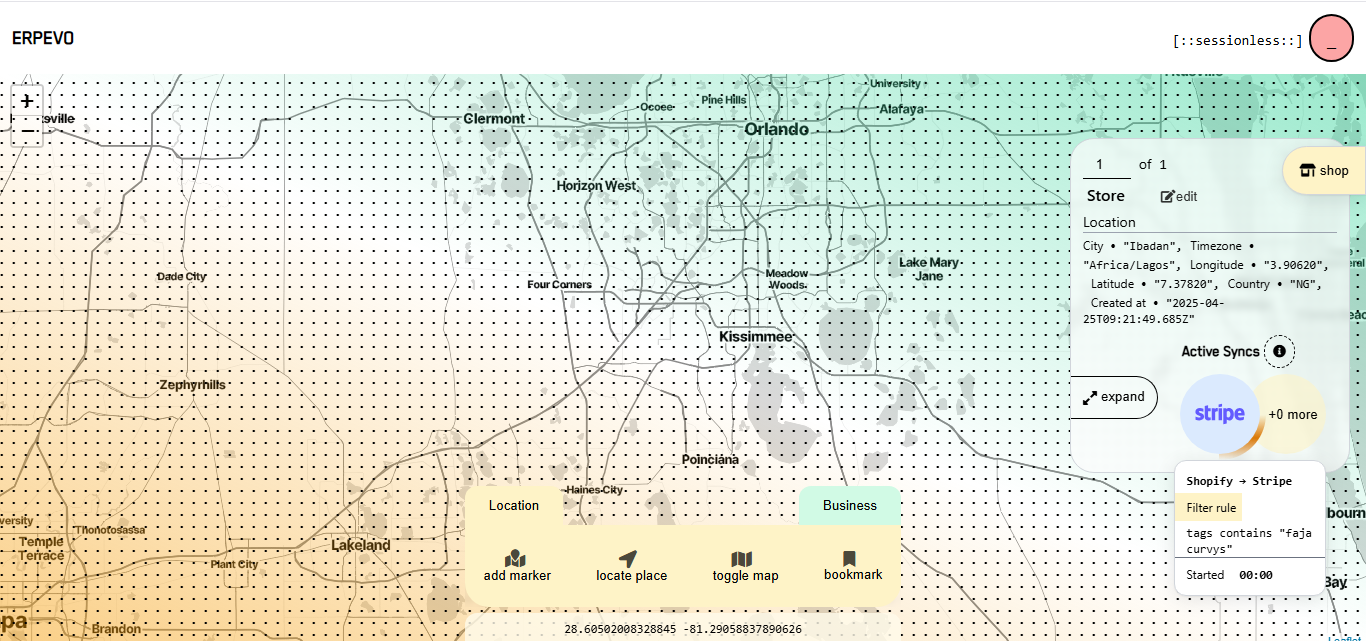 ERPEVO
[::sessionless::]
_
+
−
Clermont
Ocoee
Pine Hills
University
Alafaya
Orlando
Horizon West
Dade City
Four Corners
Meadow
Woods
Lake Mary
Jane
Kissimmee
Zephyrhills
Poinciana
Haines City
Thonotosassa
Temple
Terrace
Plant City
Lakeland
Brandon
1 of 1
shop
Store
edit
Location
City • "Ibadan", Timezone •
"Africa/Lagos", Longitude • "3.90620",
Latitude • "7.37820", Country • "NG",
Created at • "2025-04-
25T09:21:49.685Z"
Active Syncs
expand
stripe
+0 more
Shopify → Stripe
Filter rule
tags contains "faja
curvys"
Started 00:00
Bay
Location
Business
add marker
locate place
toggle map
bookmark
28.60502008328845 -81.29058837890626